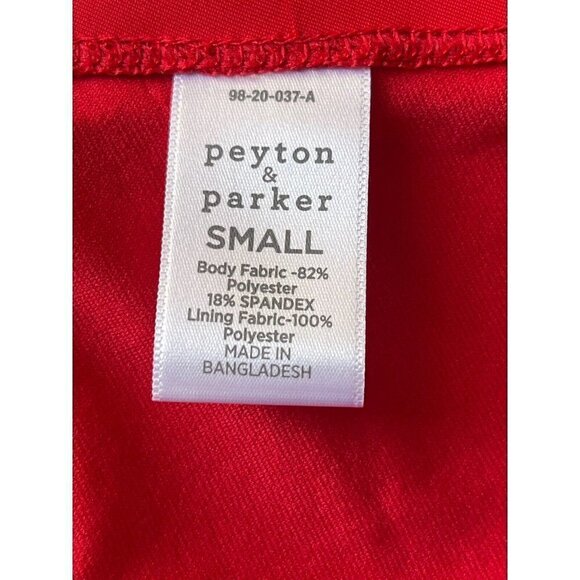 98-20-037-A
peyton
&
parker
SMALL
Body Fabric -82%
Polyester
18% SPANDEX
Lining Fabric-100%
Polyester
MADE IN
BANGLADESH